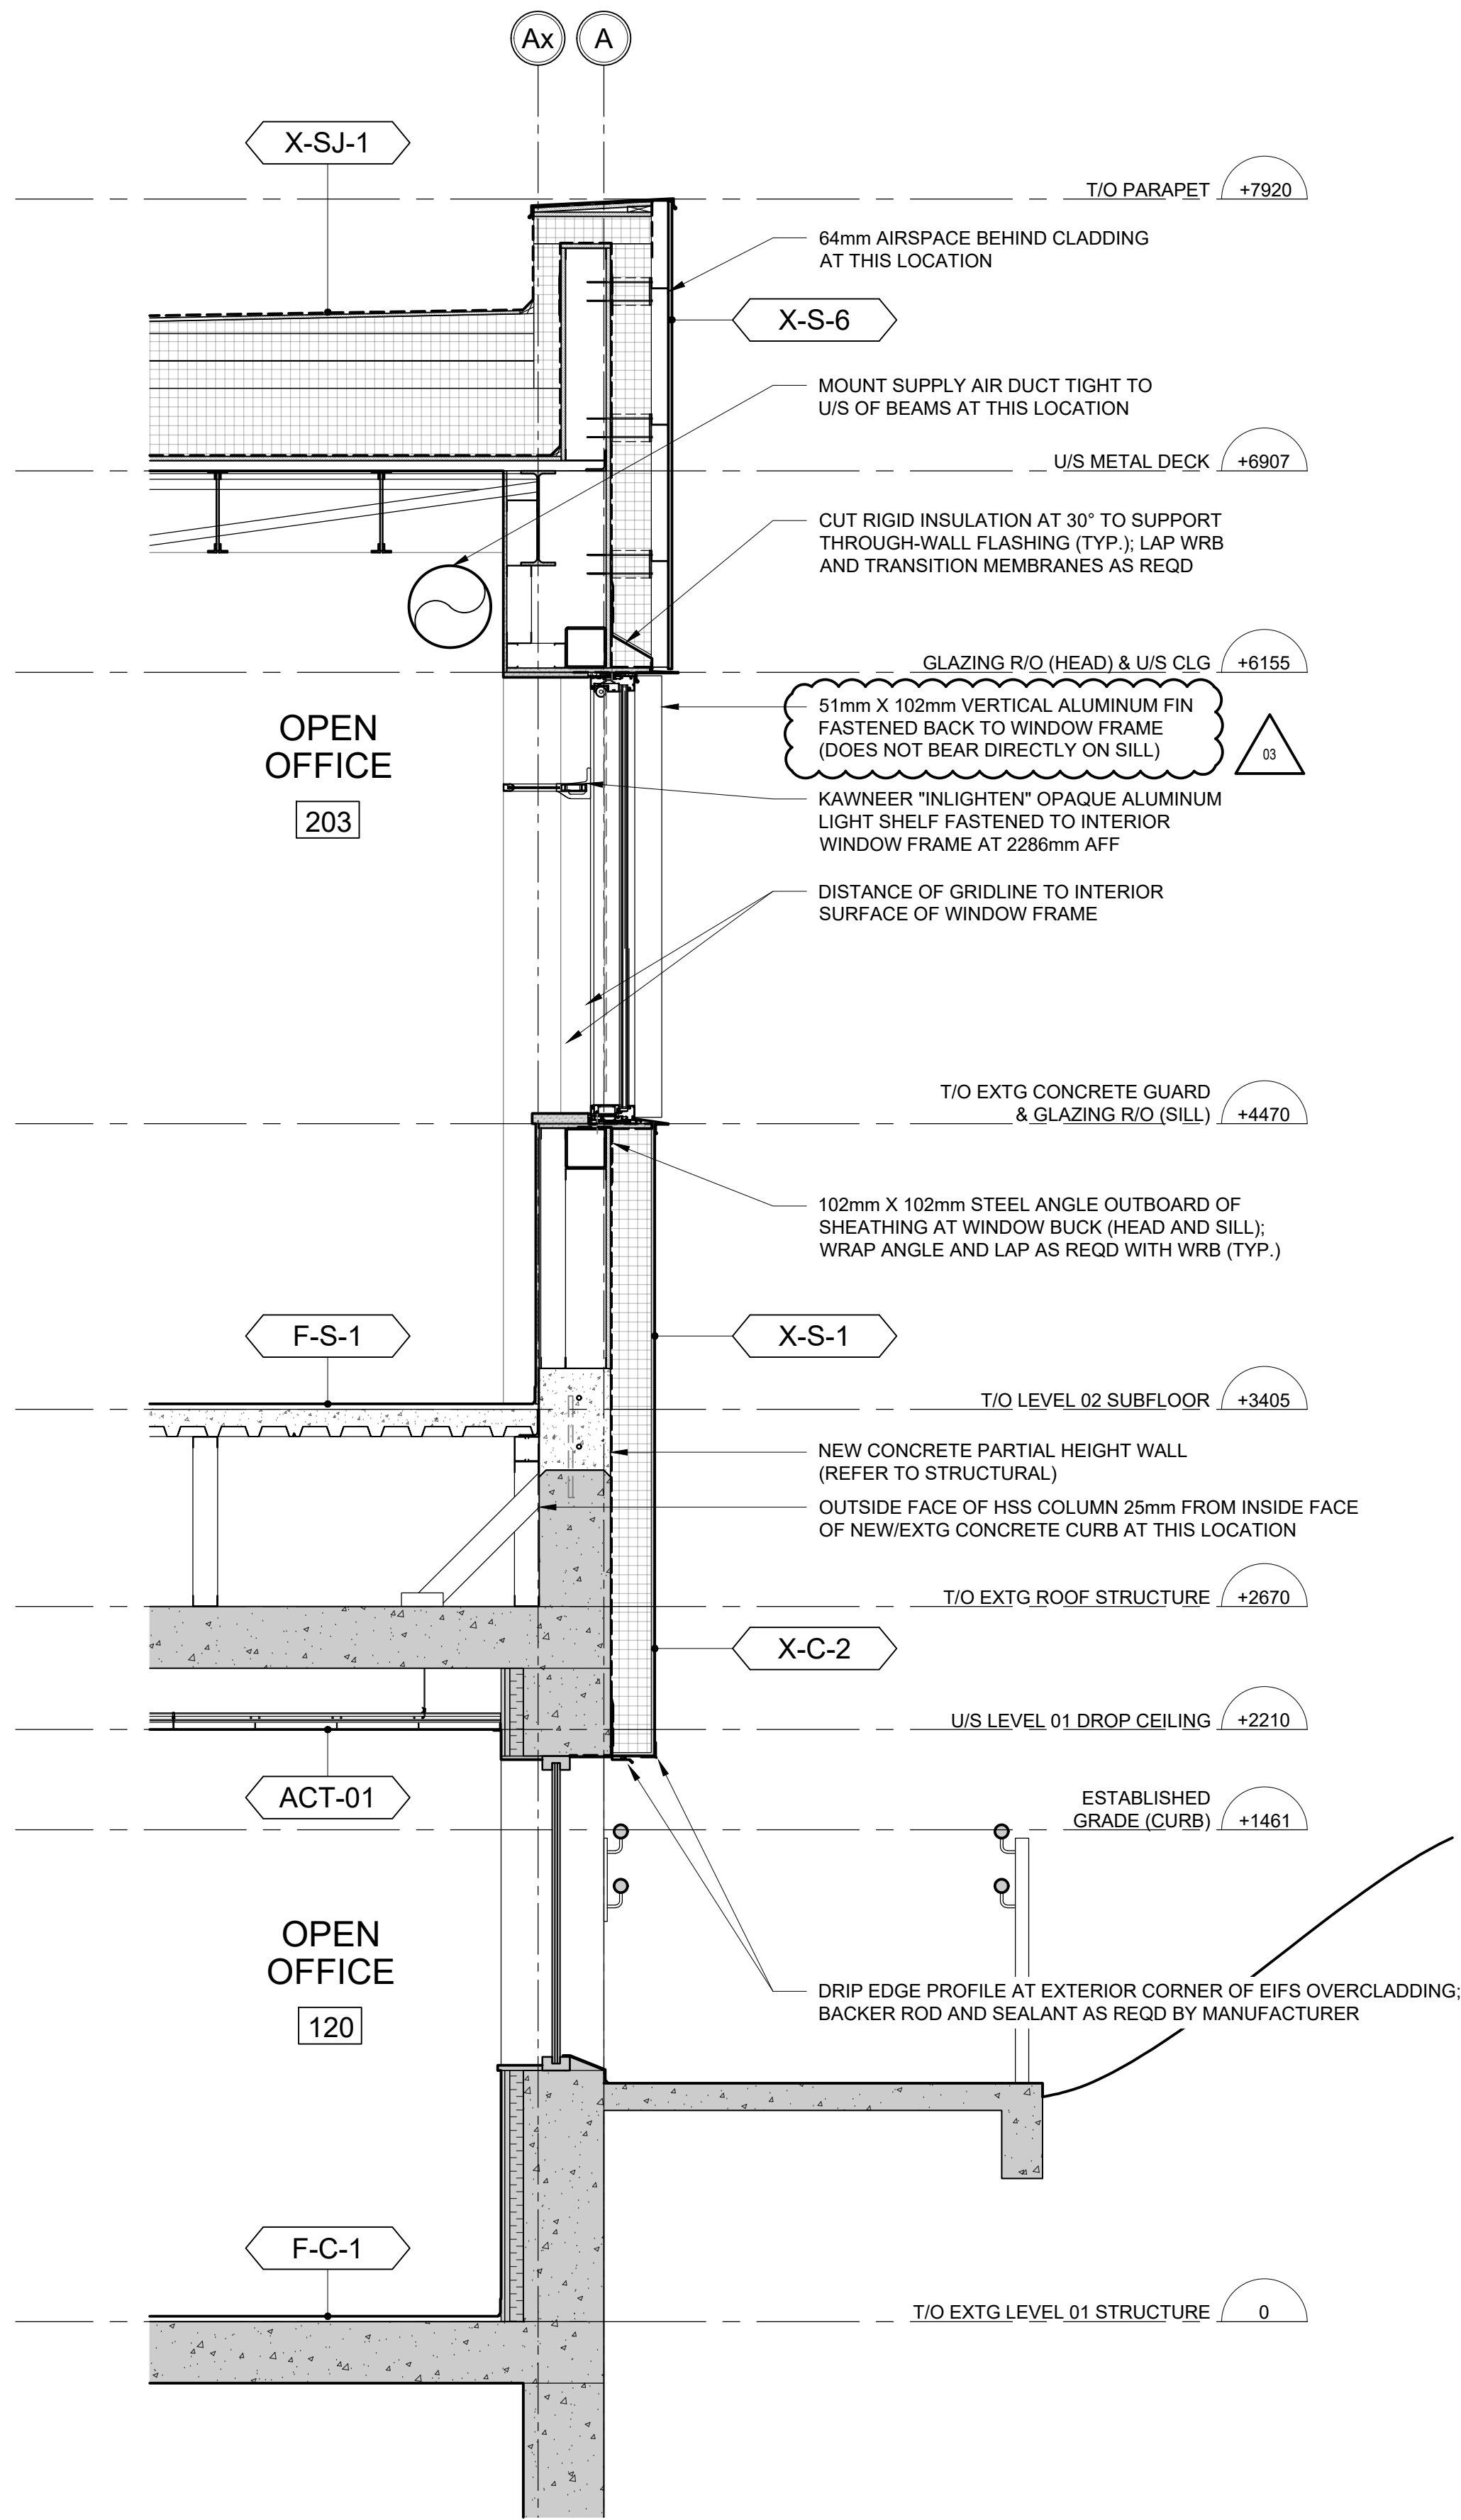 Ax A
X-SJ-1
T/O PARAPET +7920
64mm AIRSPACE BEHIND CLADDING
AT THIS LOCATION
X-S-6
MOUNT SUPPLY AIR DUCT TIGHT TO
U/S OF BEAMS AT THIS LOCATION
U/S METAL DECK +6907
CUT RIGID INSULATION AT 30° TO SUPPORT
THROUGH-WALL FLASHING (TYP.); LAP WRB
AND TRANSITION MEMBRANES AS REQD
GLAZING R/O (HEAD) & U/S CLG +6155
OPEN
OFFICE
203
51mm X 102mm VERTICAL ALUMINUM FIN
FASTENED BACK TO WINDOW FRAME
(DOES NOT BEAR DIRECTLY ON SILL)
03
KAWNEER "INLIGHTEN" OPAQUE ALUMINUM
LIGHT SHELF FASTENED TO INTERIOR
WINDOW FRAME AT 2286mm AFF
DISTANCE OF GRIDLINE TO INTERIOR
SURFACE OF WINDOW FRAME
T/O EXTG CONCRETE GUARD
& GLAZING R/O (SILL) +4470
102mm X 102mm STEEL ANGLE OUTBOARD OF
SHEATHING AT WINDOW BUCK (HEAD AND SILL);
WRAP ANGLE AND LAP AS REQD WITH WRB (TYP.)
F-S-1
X-S-1
T/O LEVEL 02 SUBFLOOR +3405
NEW CONCRETE PARTIAL HEIGHT WALL
(REFER TO STRUCTURAL)
OUTSIDE FACE OF HSS COLUMN 25mm FROM INSIDE FACE
OF NEW/EXTG CONCRETE CURB AT THIS LOCATION
T/O EXTG ROOF STRUCTURE +2670
X-C-2
U/S LEVEL 01 DROP CEILING +2210
ACT-01
ESTABLISHED
GRADE (CURB) +1461
OPEN
OFFICE
120
DRIP EDGE PROFILE AT EXTERIOR CORNER OF EIFS OVERCLADDING;
BACKER ROD AND SEALANT AS REQD BY MANUFACTURER
F-C-1
T/O EXTG LEVEL 01 STRUCTURE 0